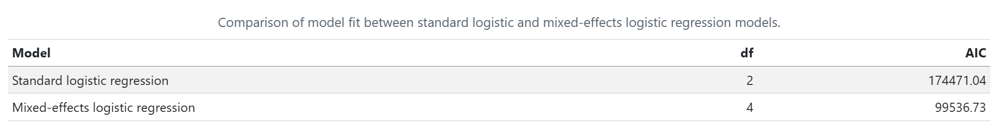 Comparison of model fit between standard logistic and mixed-effects logistic regression models.
Model df AIC
Standard logistic regression 2 174471.04
Mixed-effects logistic regression 4 99536.73